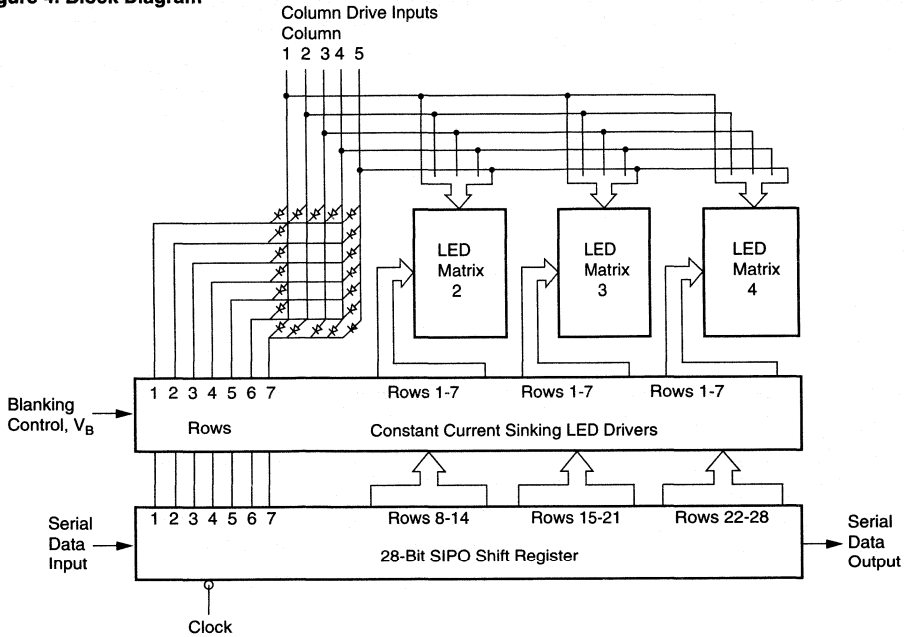 Figure 4. Block Diagram
Column Drive Inputs
Column
1 2 3 4 5
LED
Matrix
2
LED
Matrix
3
LED
Matrix
4
1 2 3 4 5 6 7
Rows 1-7
Rows 1-7
Rows 1-7
Blanking
Control, VB
Rows
Constant Current Sinking LED Drivers
1 2 3 4 5 6 7
Rows 8-14
Rows 15-21
Rows 22-28
Serial
Data
Input
28-Bit SIPO Shift Register
Serial
Data
Output
Clock